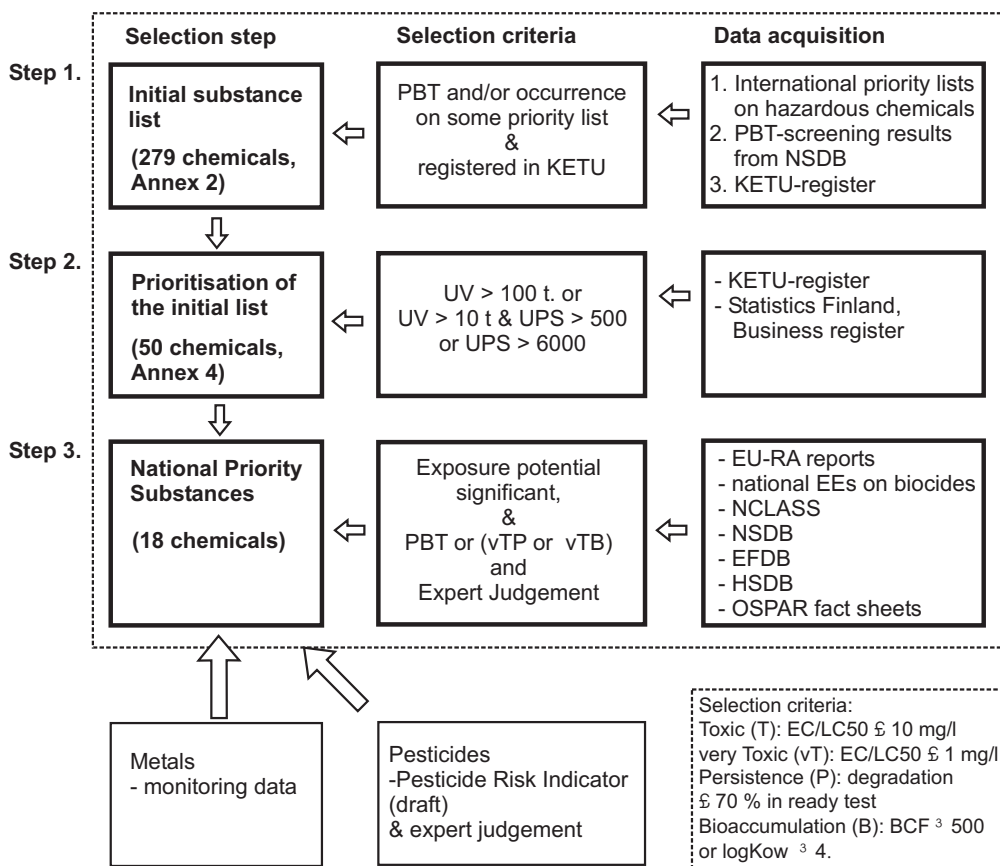 Selection step
Selection criteria
Data acquisition
Step 1.
Initial substance
list
(279 chemicals,
Annex 2)
PBT and/or occurrence
on some priority list
&
registered in KETU
1. International priority lists
on hazardous chemicals
2. PBT-screening results
from NSDB
3. KETU-register
Step 2.
Prioritisation of
the initial list
(50 chemicals,
Annex 4)
UV > 100 t. or
UV > 10 t & UPS > 500
or UPS > 6000
- KETU-register
- Statistics Finland,
Business register
Step 3.
National Priority
Substances
(18 chemicals)
Exposure potential
significant,
&
PBT or (vTP or vTB)
and
Expert Judgement
- EU-RA reports
- national EEs on biocides
- NCLASS
- NSDB
- EFDB
- HSDB
- OSPAR fact sheets
Metals
- monitoring data
Pesticides
-Pesticide Risk Indicator
(draft)
& expert judgement
Selection criteria:
Toxic (T): EC/LC50 £ 10 mg/l
very Toxic (vT): EC/LC50 £ 1 mg/l
Persistence (P): degradation
£ 70 % in ready test
Bioaccumulation (B): BCF ³ 500
or logKow ³ 4.